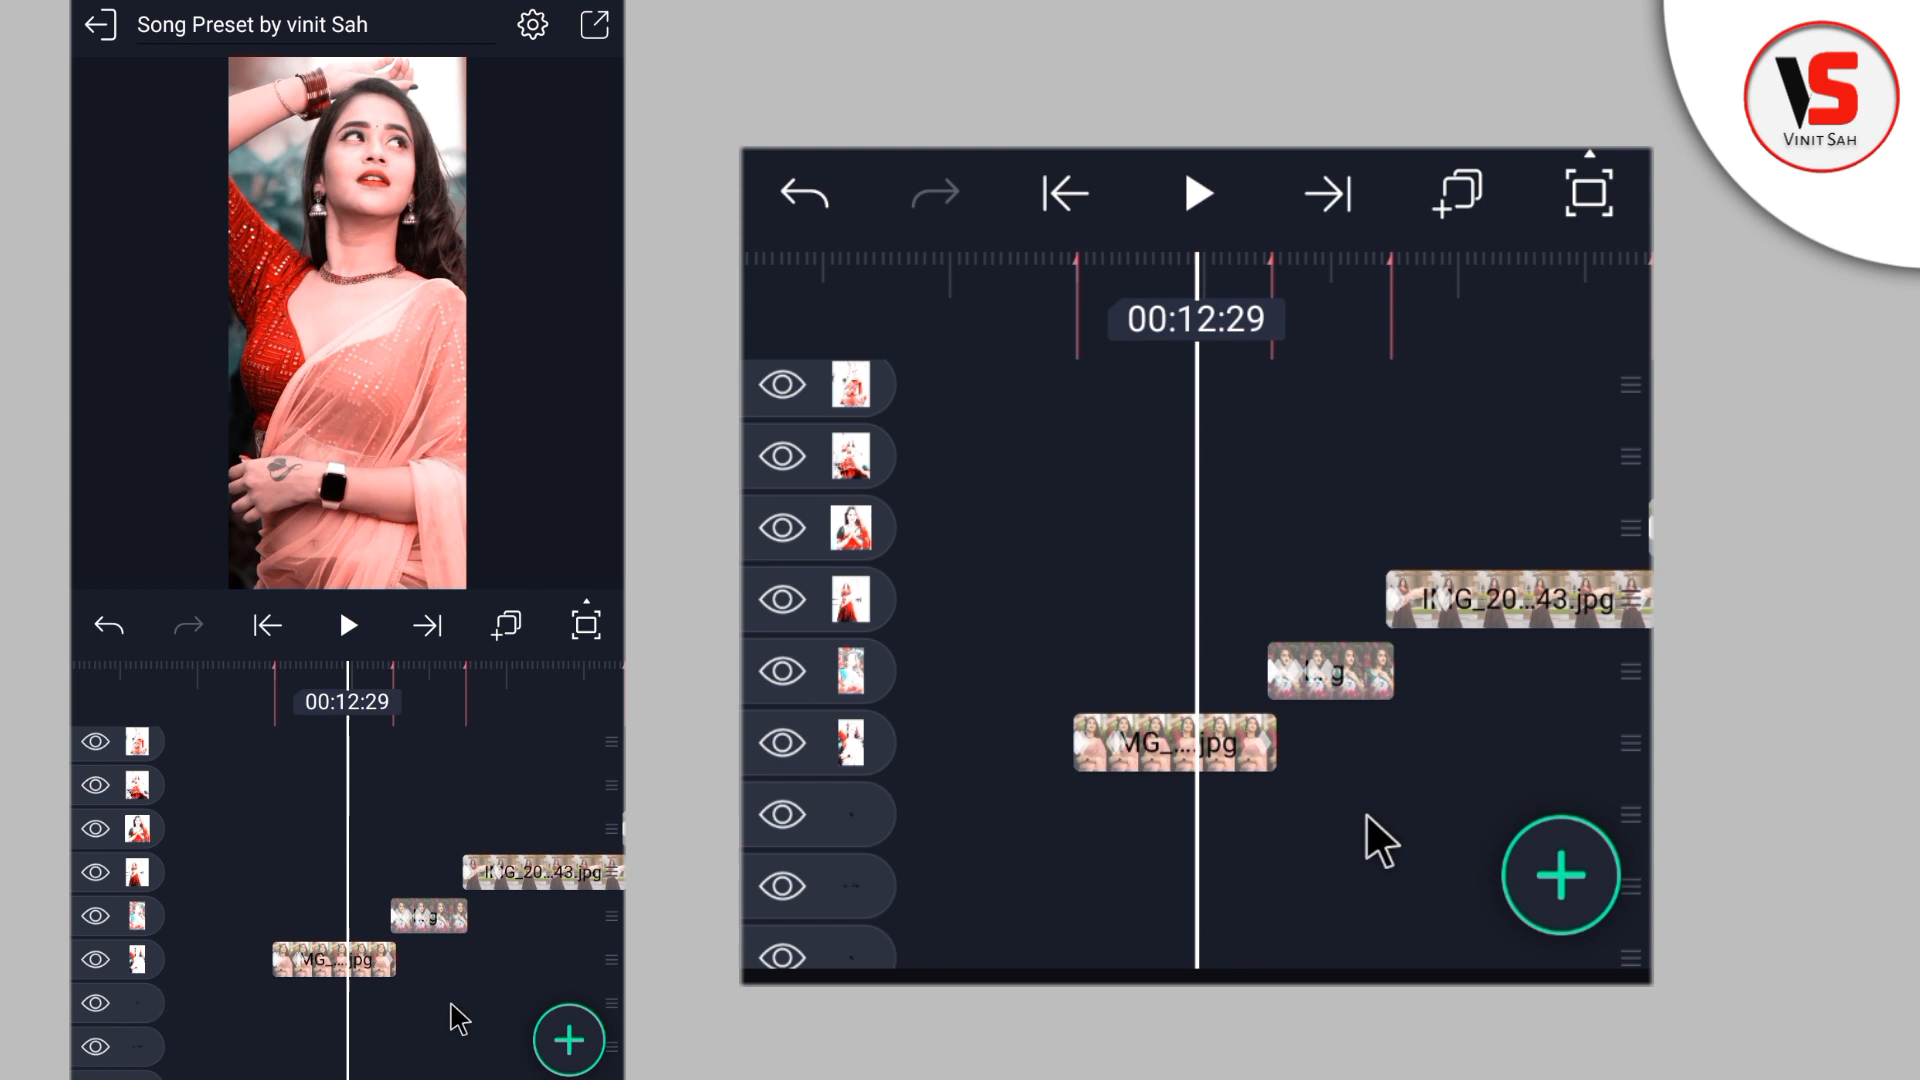 Song Preset by vinit Sah
00:12:29
IMG_20...43.jpg
MG_....jpg
VS
VINIT SAH
00:12:29
IMG_20...43.jpg
MG_....jpg